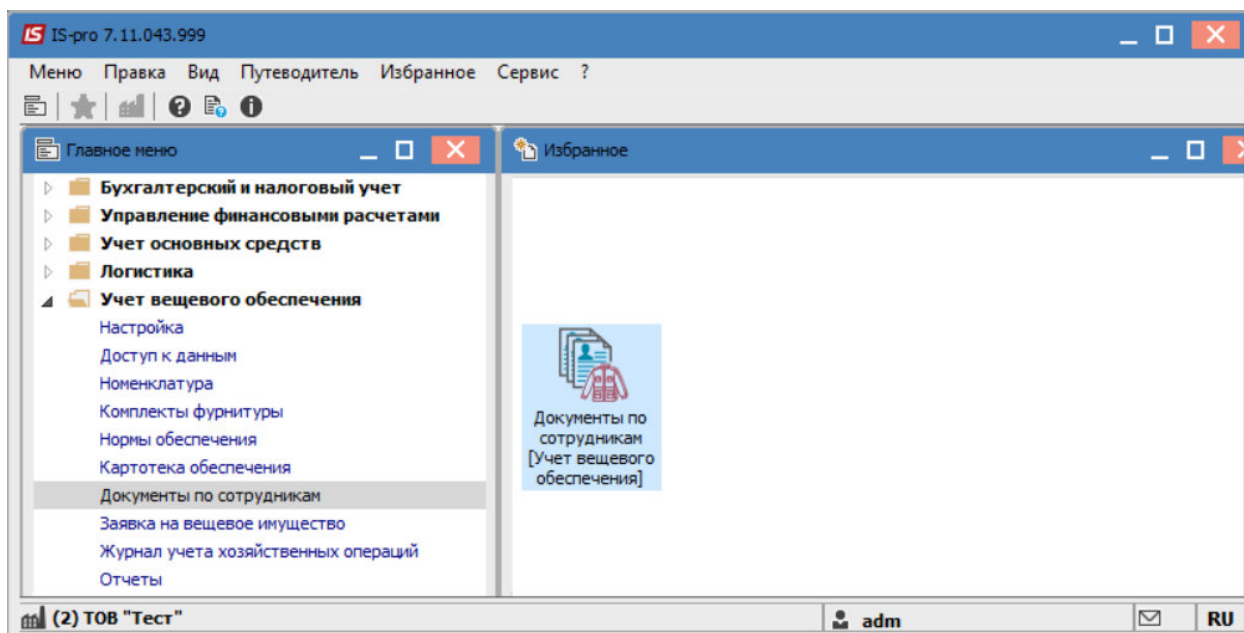 IS-pro 7.11.043.999
Меню Правка Вид Путеводитель Избранное Сервис ?
Главное меню
Бухгалтерский и налоговый учет
Управление финансовыми расчетами
Учет основных средств
Логистика
Учет вещевого обеспечения
Настройка
Доступ к данным
Номенклатура
Комплекты фурнитуры
Нормы обеспечения
Картотека обеспечения
Документы по сотрудникам
Заявка на вещевое имущество
Журнал учета хозяйственных операций
Отчеты
Избранное
Документы по
сотрудникам
[Учет вещевого
обеспечения]
(2) ТОВ "Тест" adm RU